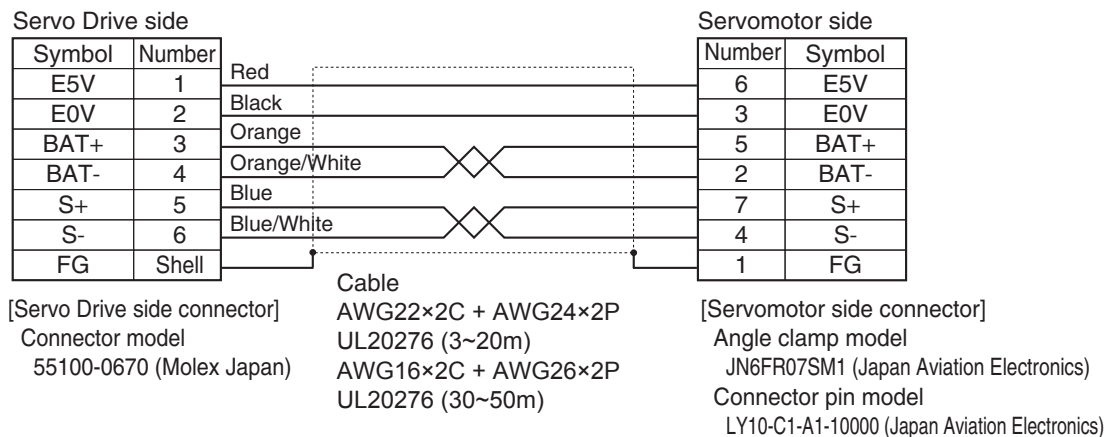 Servo Drive side
Servomotor side
Symbol Number
Number Symbol
E5V 1 Red 6 E5V
E0V 2 Black 3 E0V
BAT+ 3 Orange 5 BAT+
BAT- 4 Orange/White 2 BAT-
S+ 5 Blue 7 S+
S- 6 Blue/White 4 S-
FG Shell 1 FG
[Servo Drive side connector]
Connector model
55100-0670 (Molex Japan)
Cable
AWG22×2C + AWG24×2P
UL20276 (3~20m)
AWG16×2C + AWG26×2P
UL20276 (30~50m)
[Servomotor side connector]
Angle clamp model
JN6FR07SM1 (Japan Aviation Electronics)
Connector pin model
LY10-C1-A1-10000 (Japan Aviation Electronics)